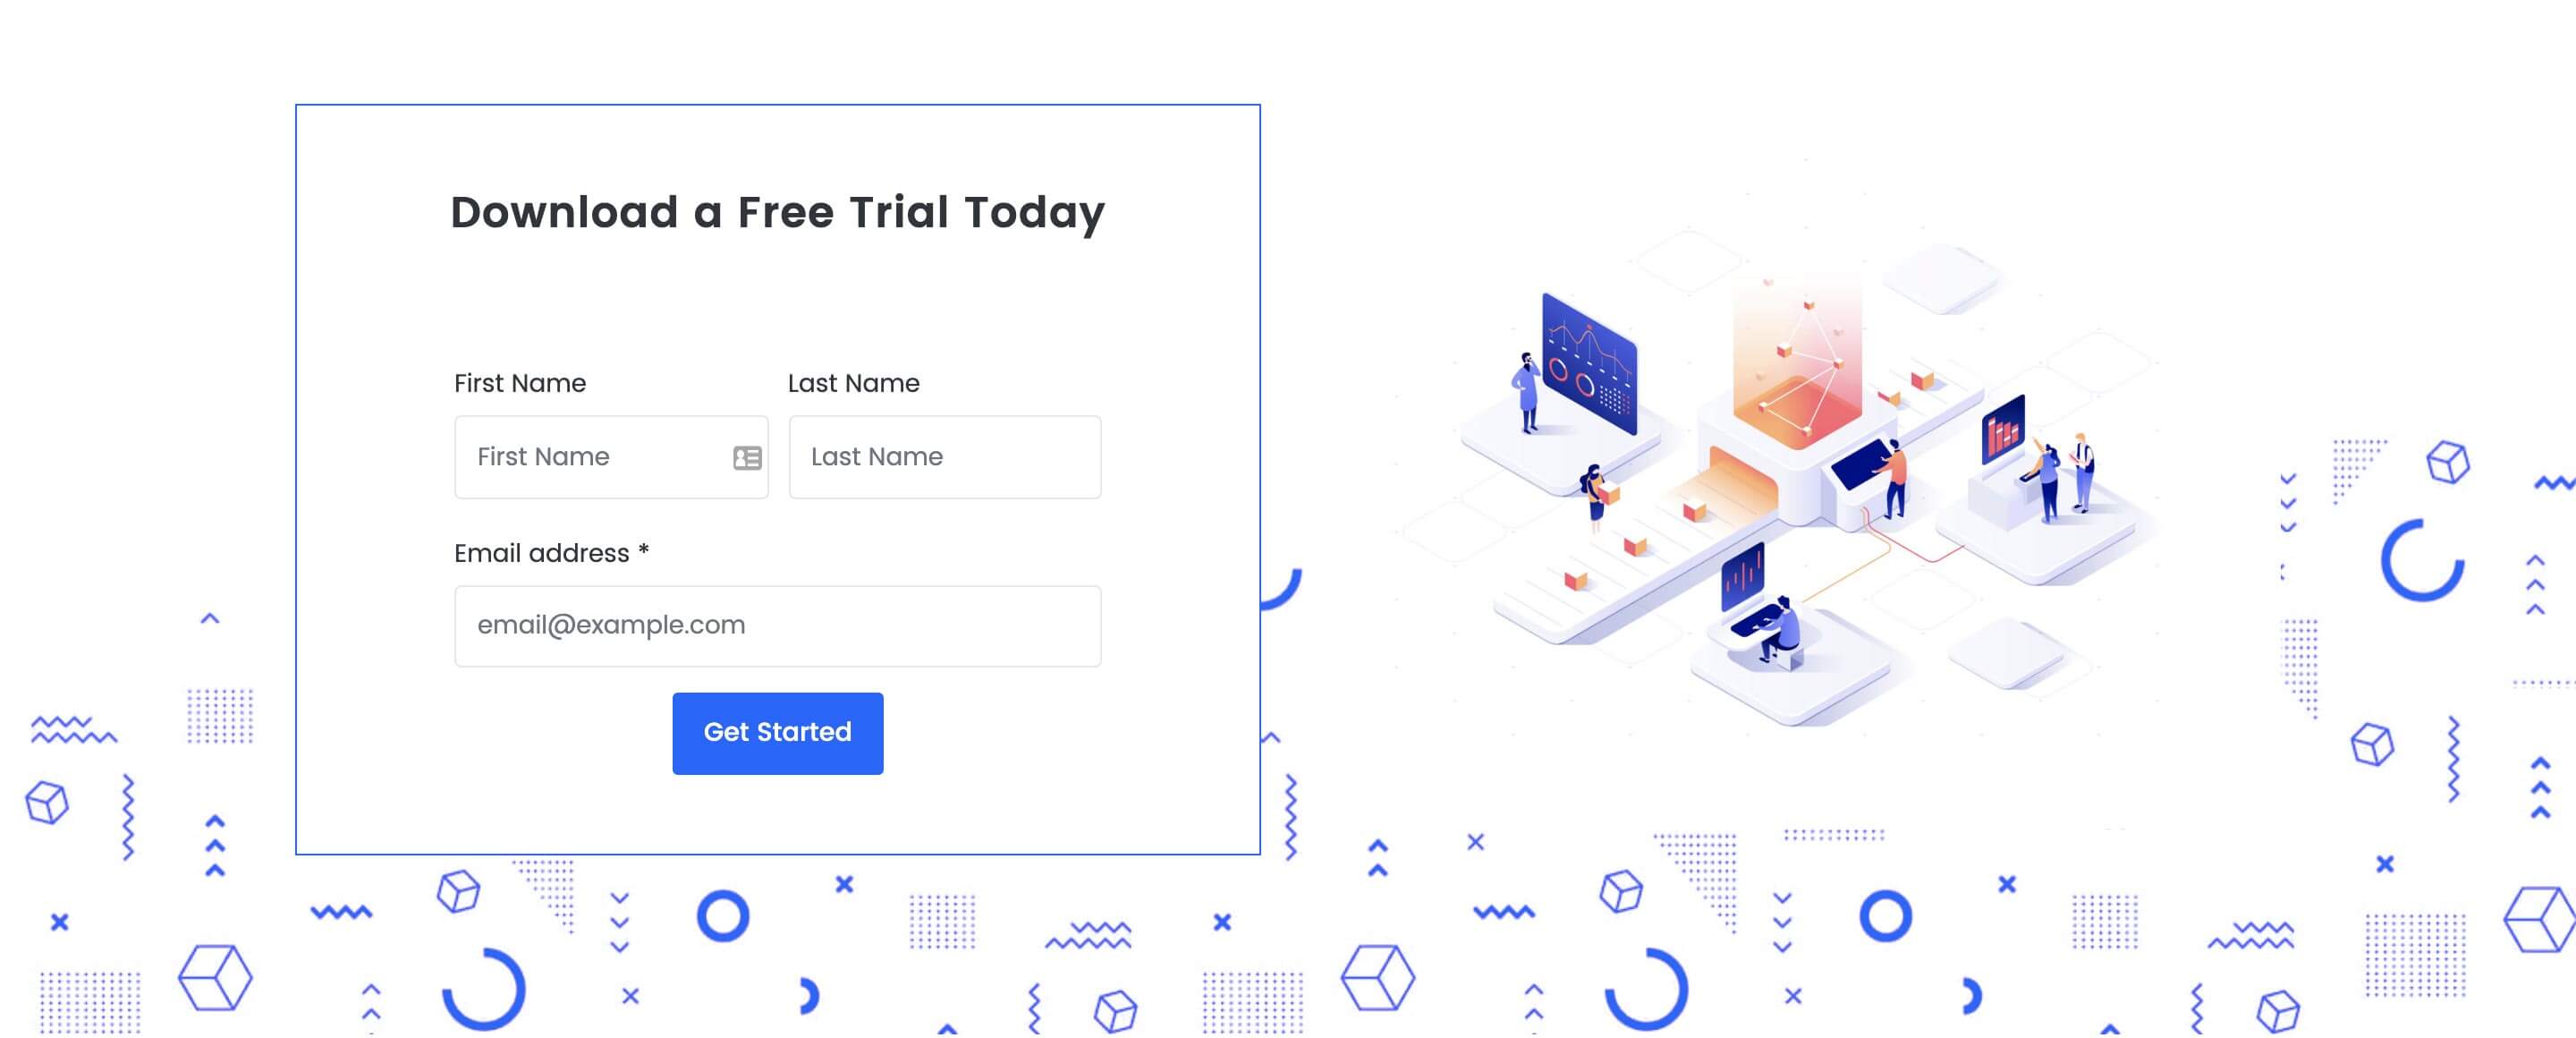 Download a Free Trial Today
First Name
Last Name
First Name
Last Name
Email address *
email@example.com
Get Started